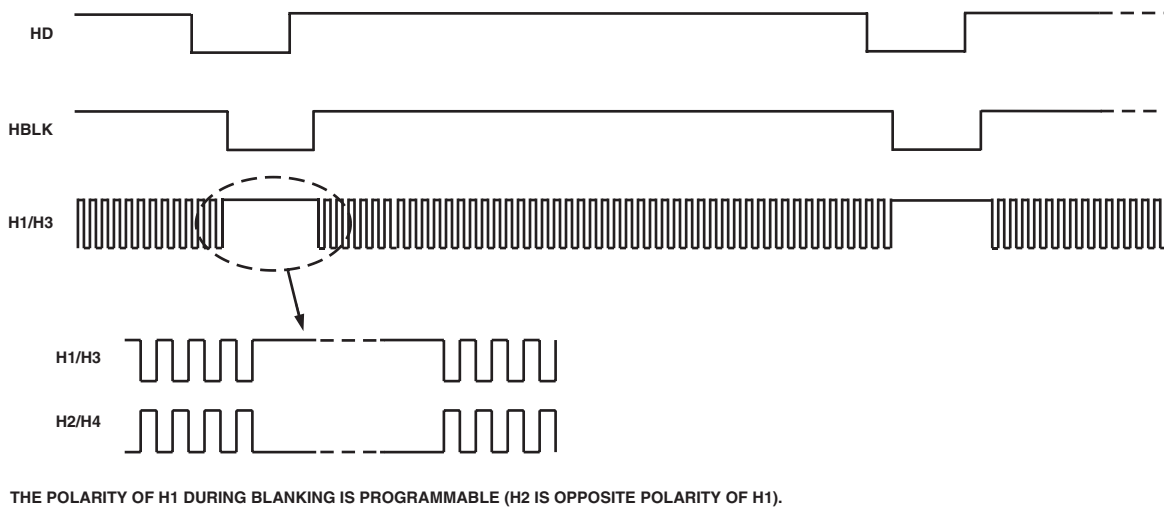 HD
HBLK
H1/H3
H1/H3
H2/H4
THE POLARITY OF H1 DURING BLANKING IS PROGRAMMABLE (H2 IS OPPOSITE POLARITY OF H1).